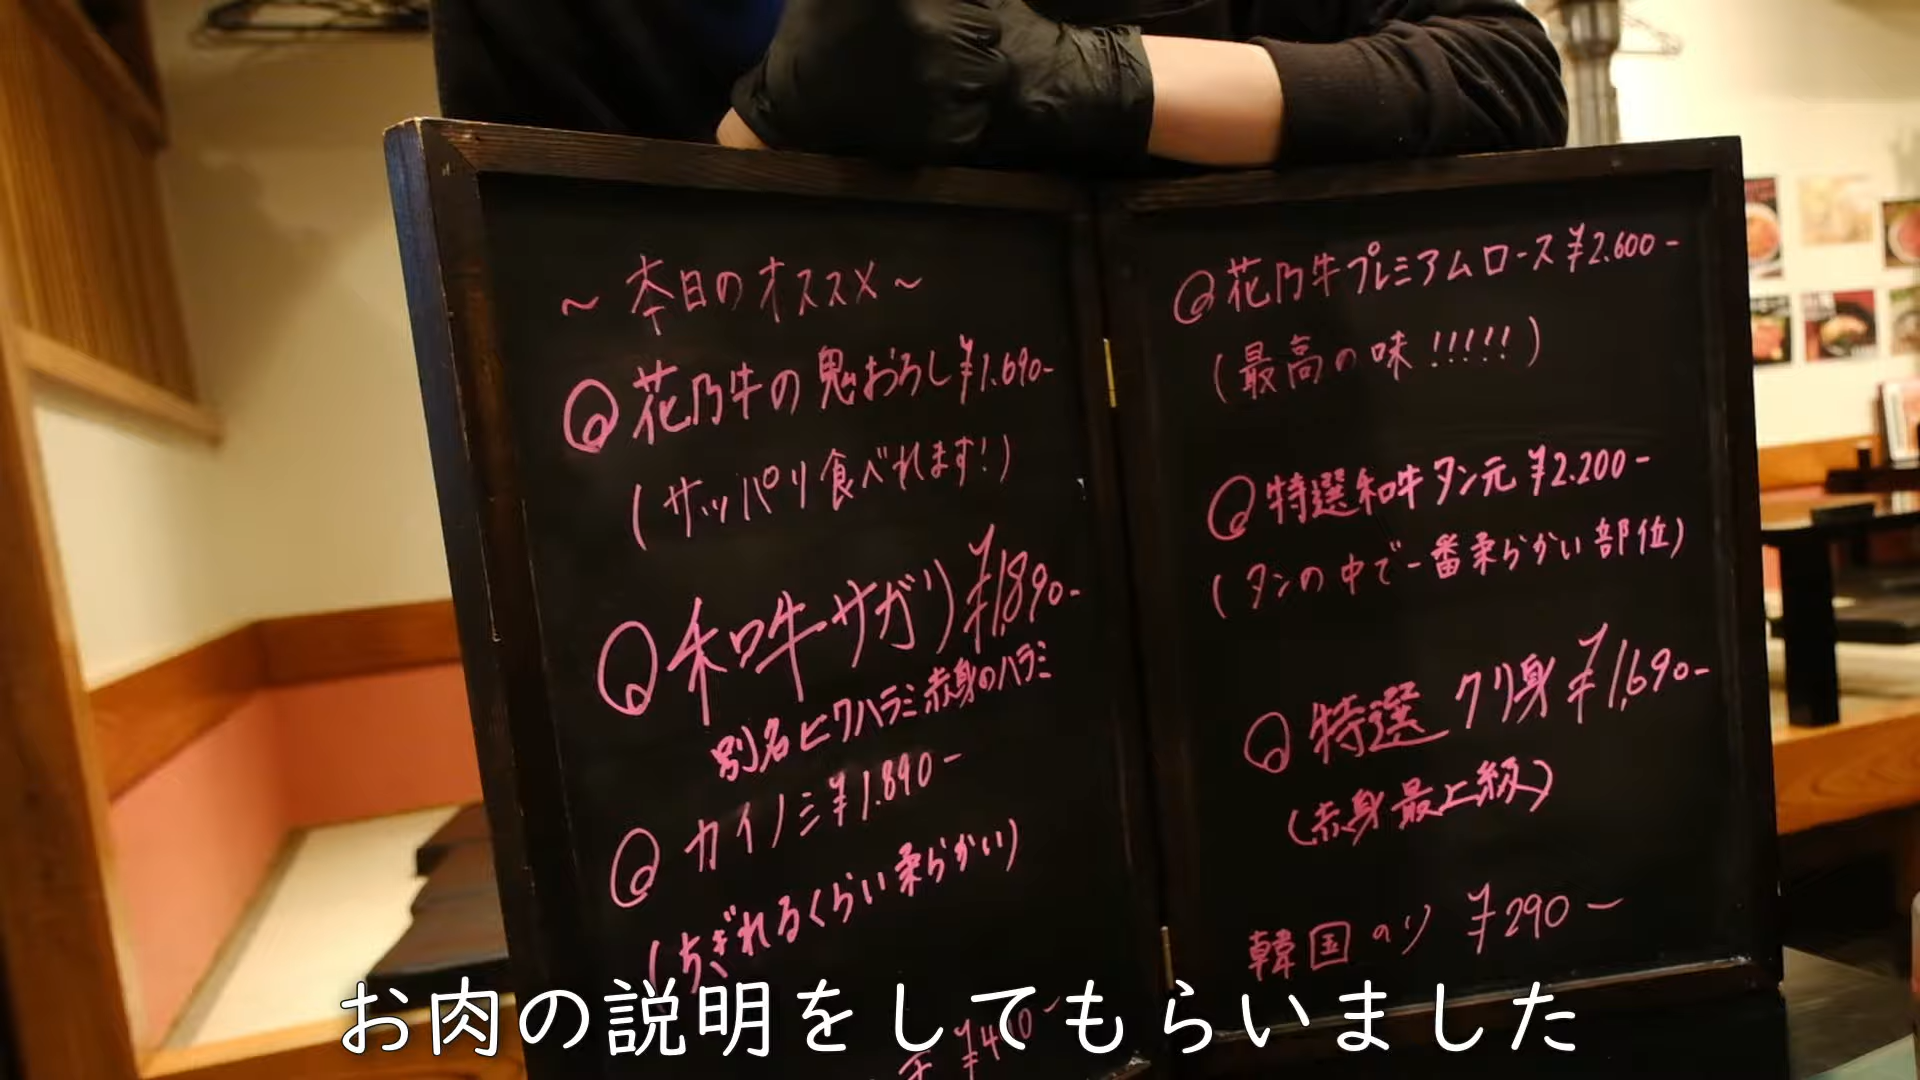 ～本日のオススメ～
◎花乃牛の鬼おろし¥1.690-
(サッパリ食べれます!)
◎和牛サガリ¥1,890-
別名ヒワハラミ赤身のハラミ
◎カイノミ¥1.890-
(ちぎれるくらい柔らかい)
◎花乃牛プレミアムロース¥2.600-
(最高の味!!!!!)
◎特選和牛タン元¥2.200-
(タンの中で一番柔らかい部位)
◎特選クリ身¥1,690-
(赤身最上級)
韓国のり ¥290-
お肉の説明をしてもらいました